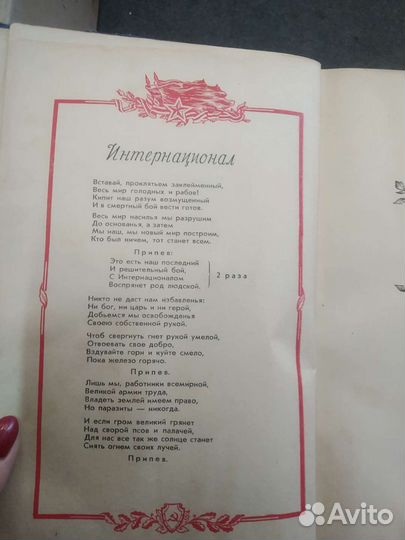 Интернационал
Вставай, проклятьем заклейменный,
Весь мир голодных и рабов!
Кипит наш разум возмущенный
И в смертный бой вести готов.
Весь мир насилья мы разрушим
До основанья, а затем
Мы наш, мы новый мир построим,
Кто был ничем, тот станет всем.
Припев:
Это есть наш последний
И решительный бой,
С Интернационалом
Воспрянет род людской.
2 раза
Никто не даст нам избавленья:
Ни бог, ни царь и ни герой,
Добьемся мы освобожденья
Своею собственной рукой.
Чтоб свергнуть гнет рукой умелой,
Отвоевать свое добро,
Вздувайте горн и куйте смело,
Пока железо горячо.
Припев.
Лишь мы, работники всемирной,
Великой армии труда,
Владеть землей имеем право,
Но паразиты — никогда.
И если гром великий грянет
Над сворой псов и палачей,
Для нас все так же солнце станет
Сиять огнем своих лучей.
Припев.
Avito